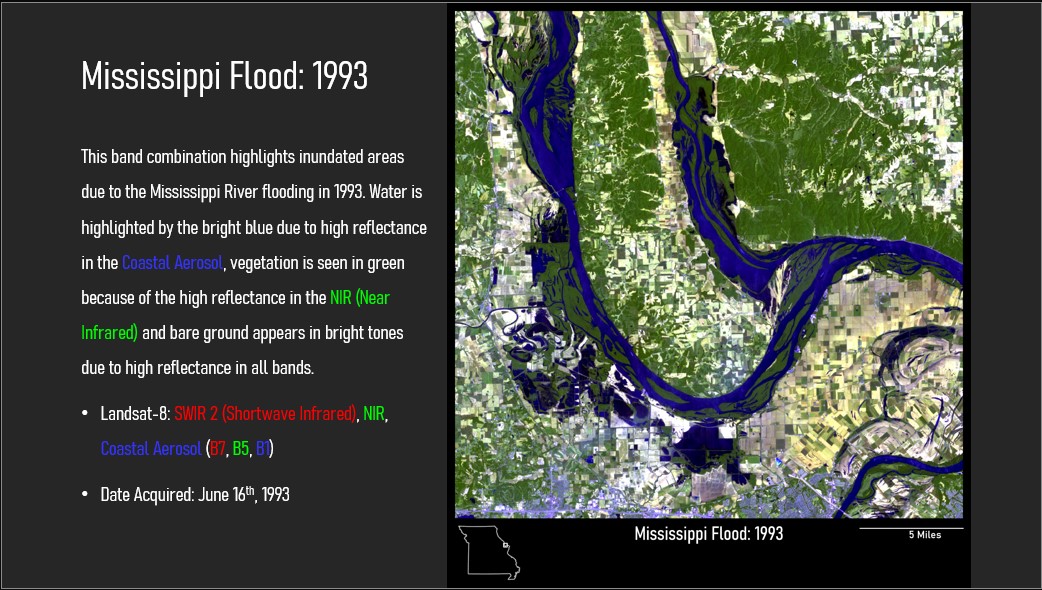 Mississippi Flood: 1993
This band combination highlights inundated areas
due to the Mississippi River flooding in 1993. Water is
highlighted by the bright blue due to high reflectance
in the Coastal Aerosol, vegetation is seen in green
because of the high reflectance in the NIR (Near
Infrared) and bare ground appears in bright tones
due to high reflectance in all bands.
• Landsat-8: SWIR 2 (Shortwave Infrared), NIR,
Coastal Aerosol (B7, B5, B1)
• Date Acquired: June 16th, 1993
Mississippi Flood: 1993
5 Miles